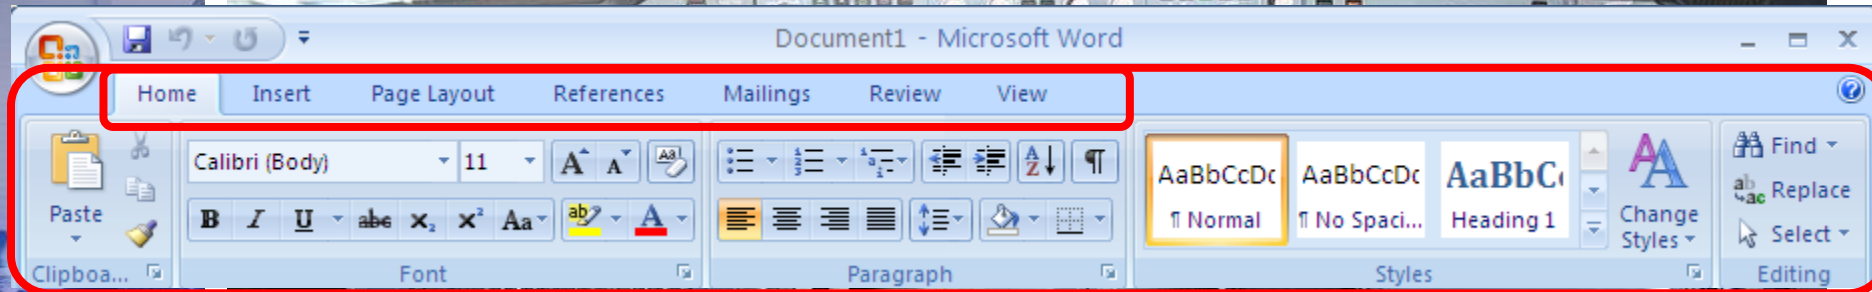 Document1 - Microsoft Word
Home Insert Page Layout References Mailings Review View
Calibri (Body) 11 A A Aa
AaBbCcDc AaBbCcDc AaBbC
Find
Replace
Select
Paste
B I U abc X₂ X² Aa ab A
¶ Normal ¶ No Spaci... Heading 1
Change
Styles
Clipboa... Font Paragraph Styles Editing